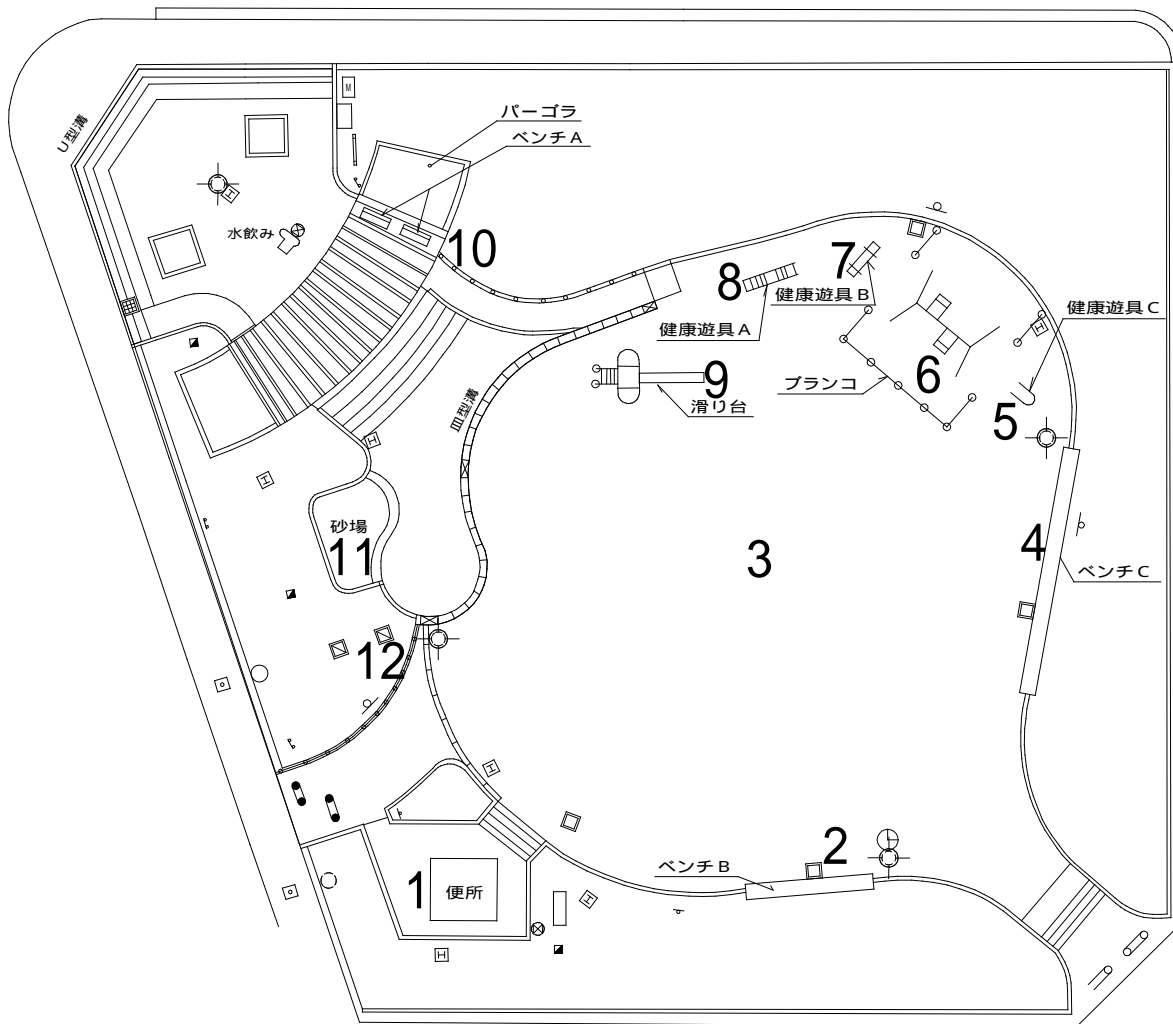 パーゴラ
ベンチA
U型溝
M
水飲み
10
8
7
健康遊具B
健康遊具A
健康遊具C
9
滑り台
ブランコ
6
5
皿型溝
H
H
H
H
砂場
11
3
4
ベンチC
12
H
2
ベンチB
1
便所
H
H